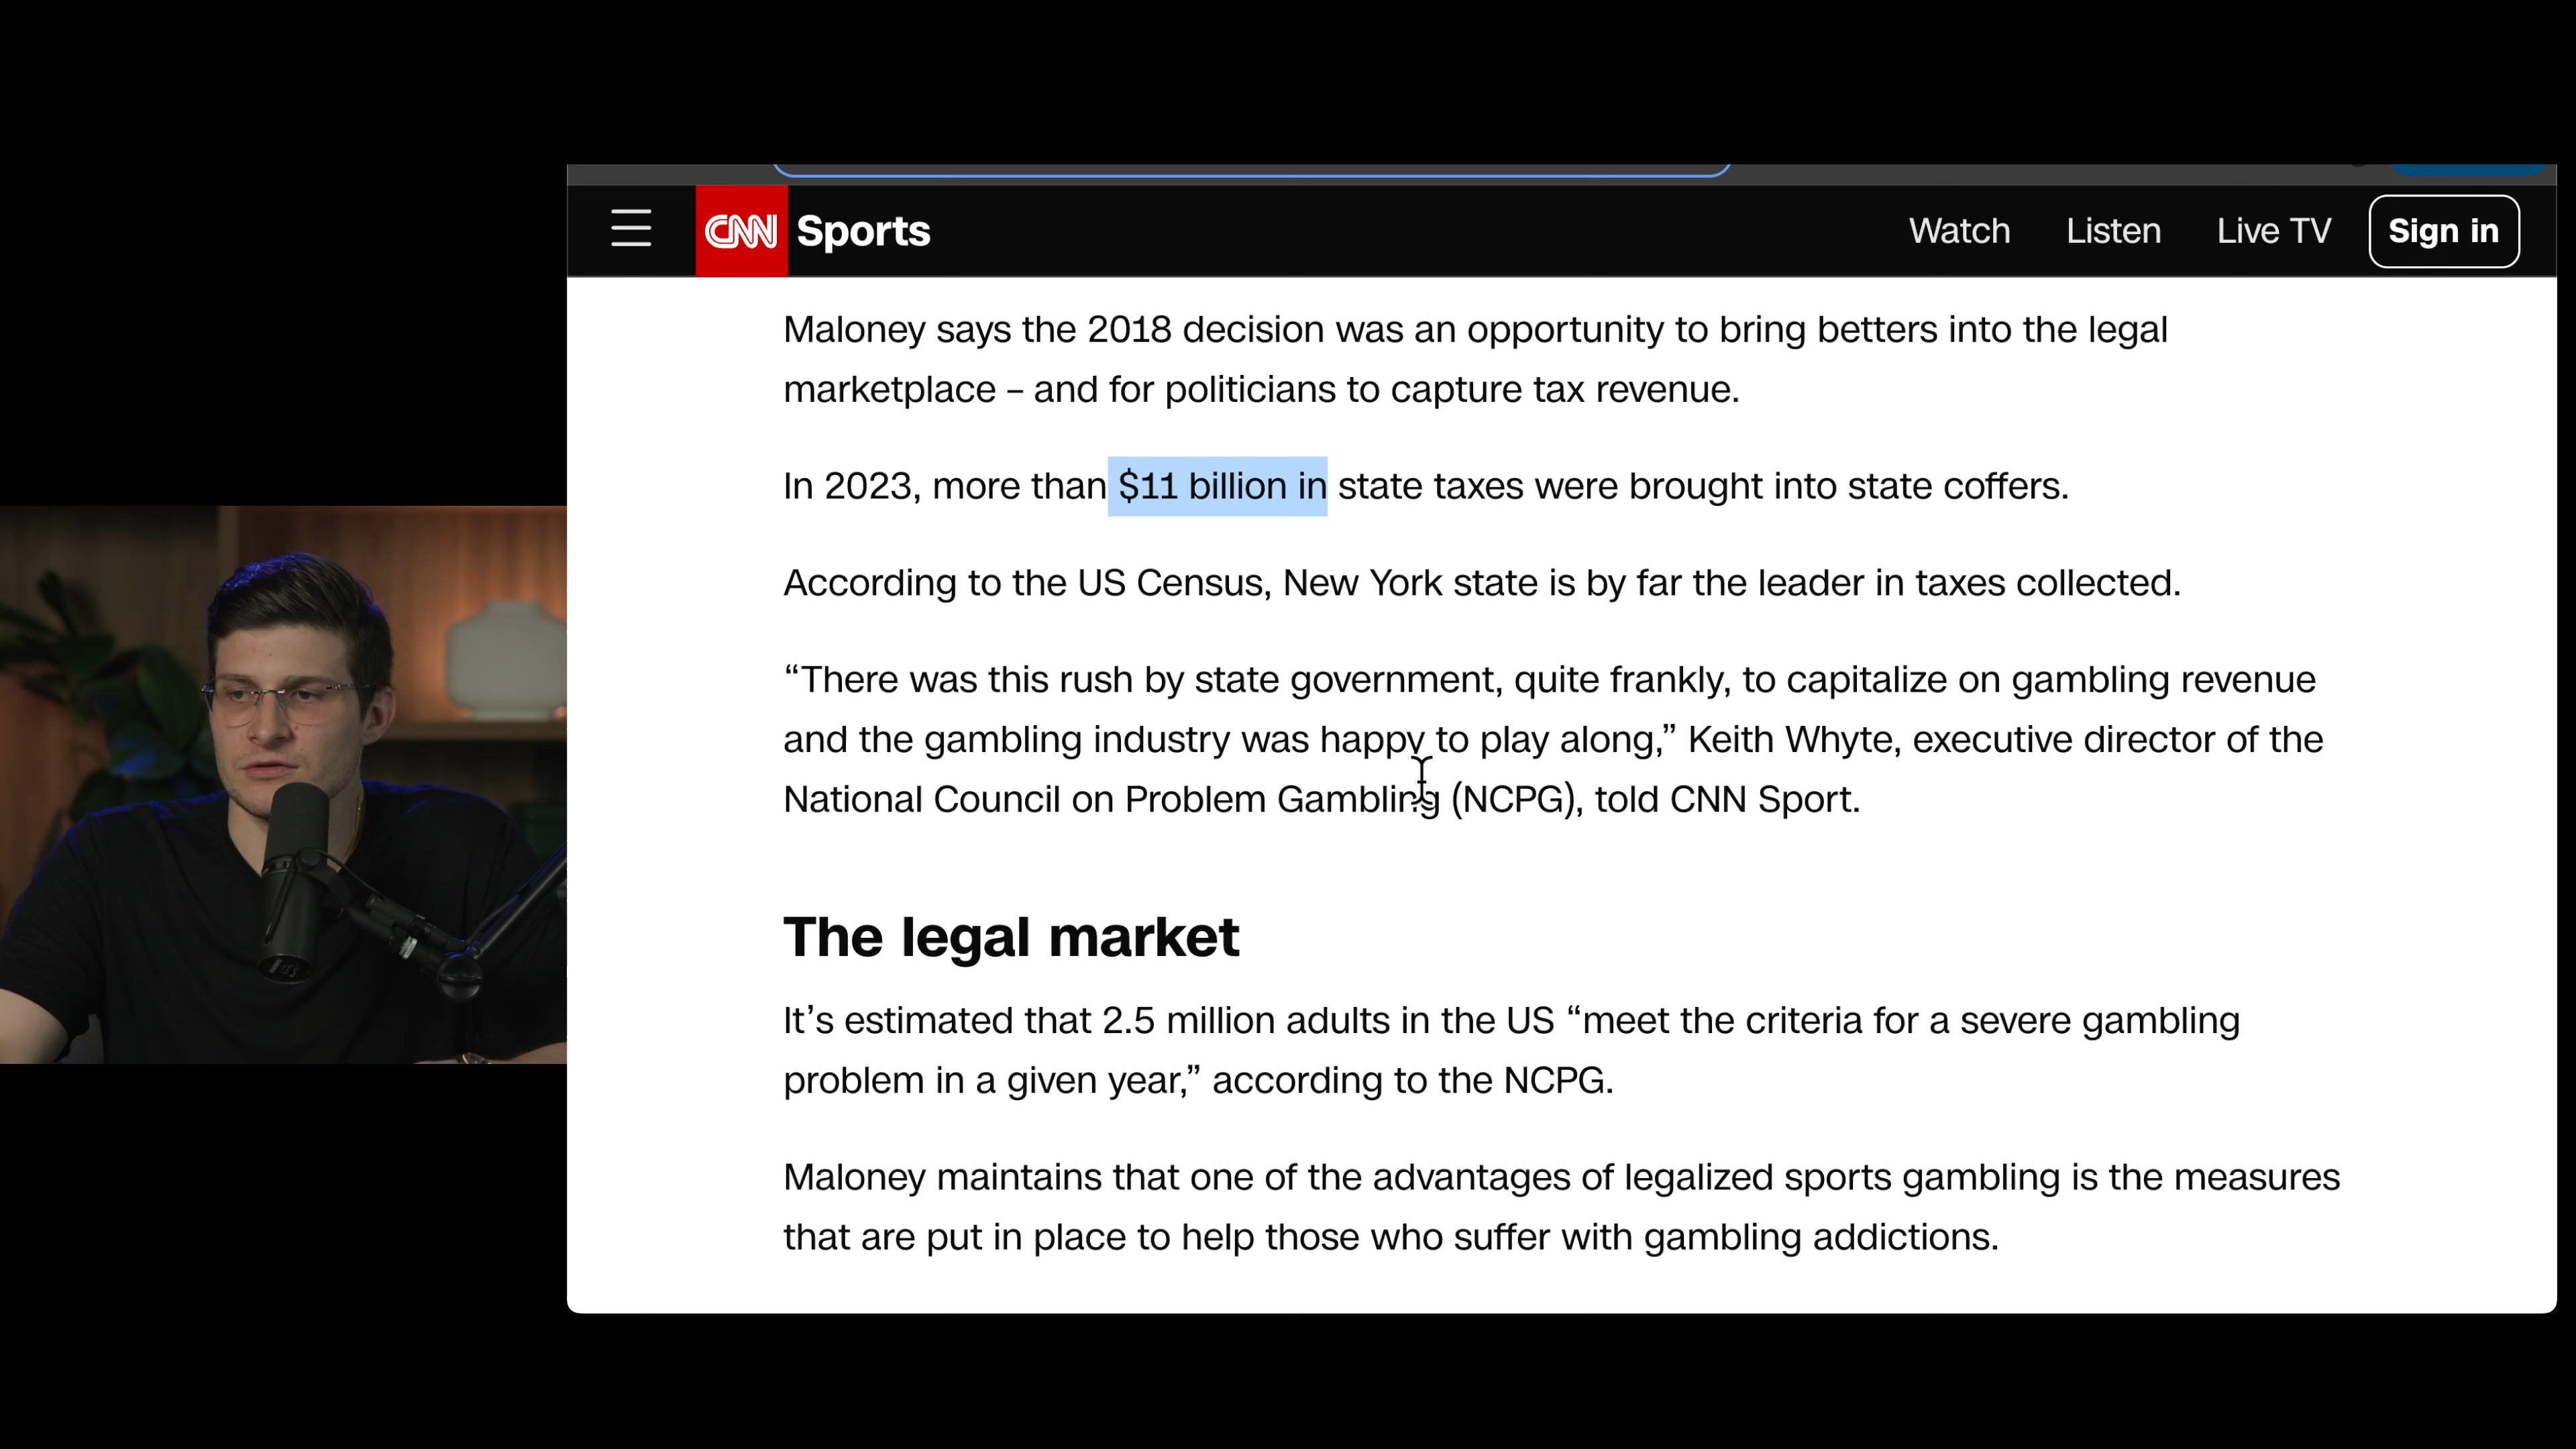 CNN Sports
Watch Listen Live TV Sign in
Maloney says the 2018 decision was an opportunity to bring betters into the legal
marketplace – and for politicians to capture tax revenue.
In 2023, more than $11 billion in state taxes were brought into state coffers.
According to the US Census, New York state is by far the leader in taxes collected.
“There was this rush by state government, quite frankly, to capitalize on gambling revenue
and the gambling industry was happy to play along,” Keith Whyte, executive director of the
National Council on Problem Gambling (NCPG), told CNN Sport.
The legal market
It’s estimated that 2.5 million adults in the US “meet the criteria for a severe gambling
problem in a given year,” according to the NCPG.
Maloney maintains that one of the advantages of legalized sports gambling is the measures
that are put in place to help those who suffer with gambling addictions.